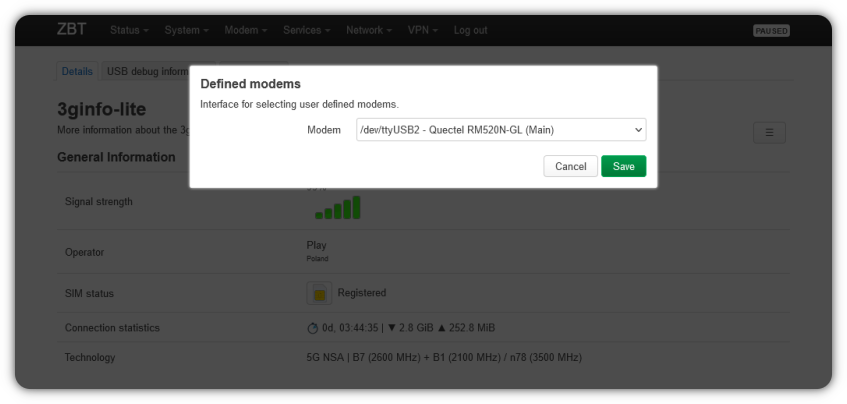 ZBT Status System Modem Services Network VPN Log out PAUSED
Details USB debug inform
Defined modems
Interface for selecting user defined modems.
Modem /dev/ttyUSB2 - Quectel RM520N-GL (Main)
Cancel Save
3ginfo-lite
More information about the 3g
General Information
Signal strength
Operator Play
Poland
SIM status Registered
Connection statistics 0d, 03:44:35 | ▼ 2.8 GiB ▲ 252.8 MiB
Technology 5G NSA | B7 (2600 MHz) + B1 (2100 MHz) / n78 (3500 MHz)